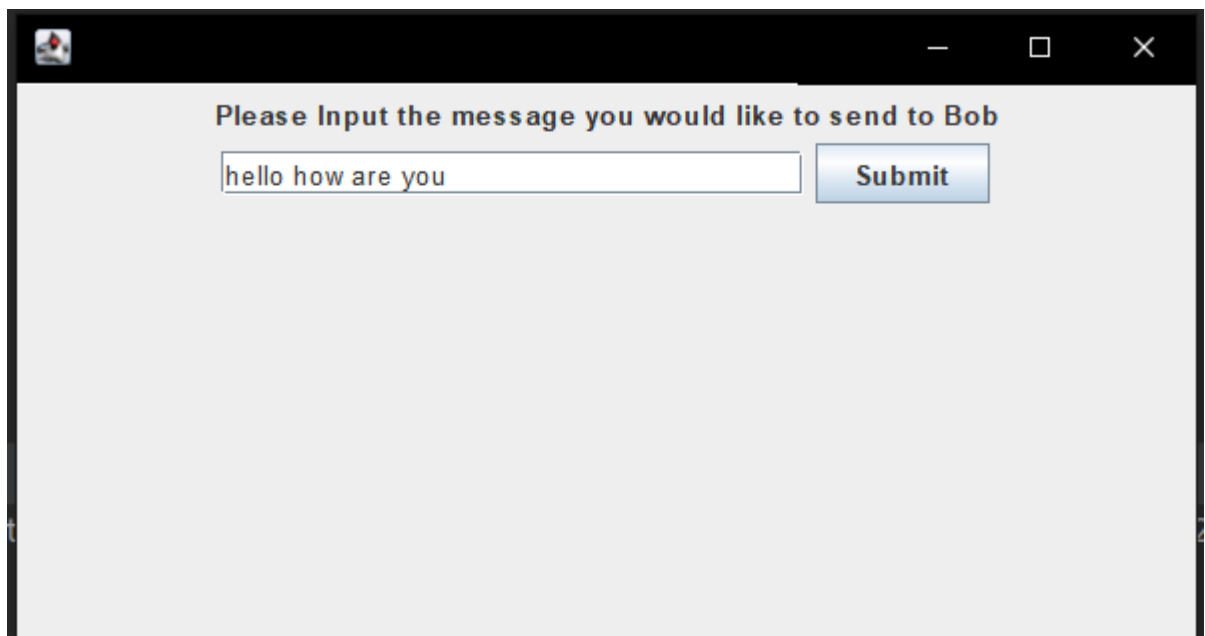 Please Input the message you would like to send to Bob
hello how are you
Submit